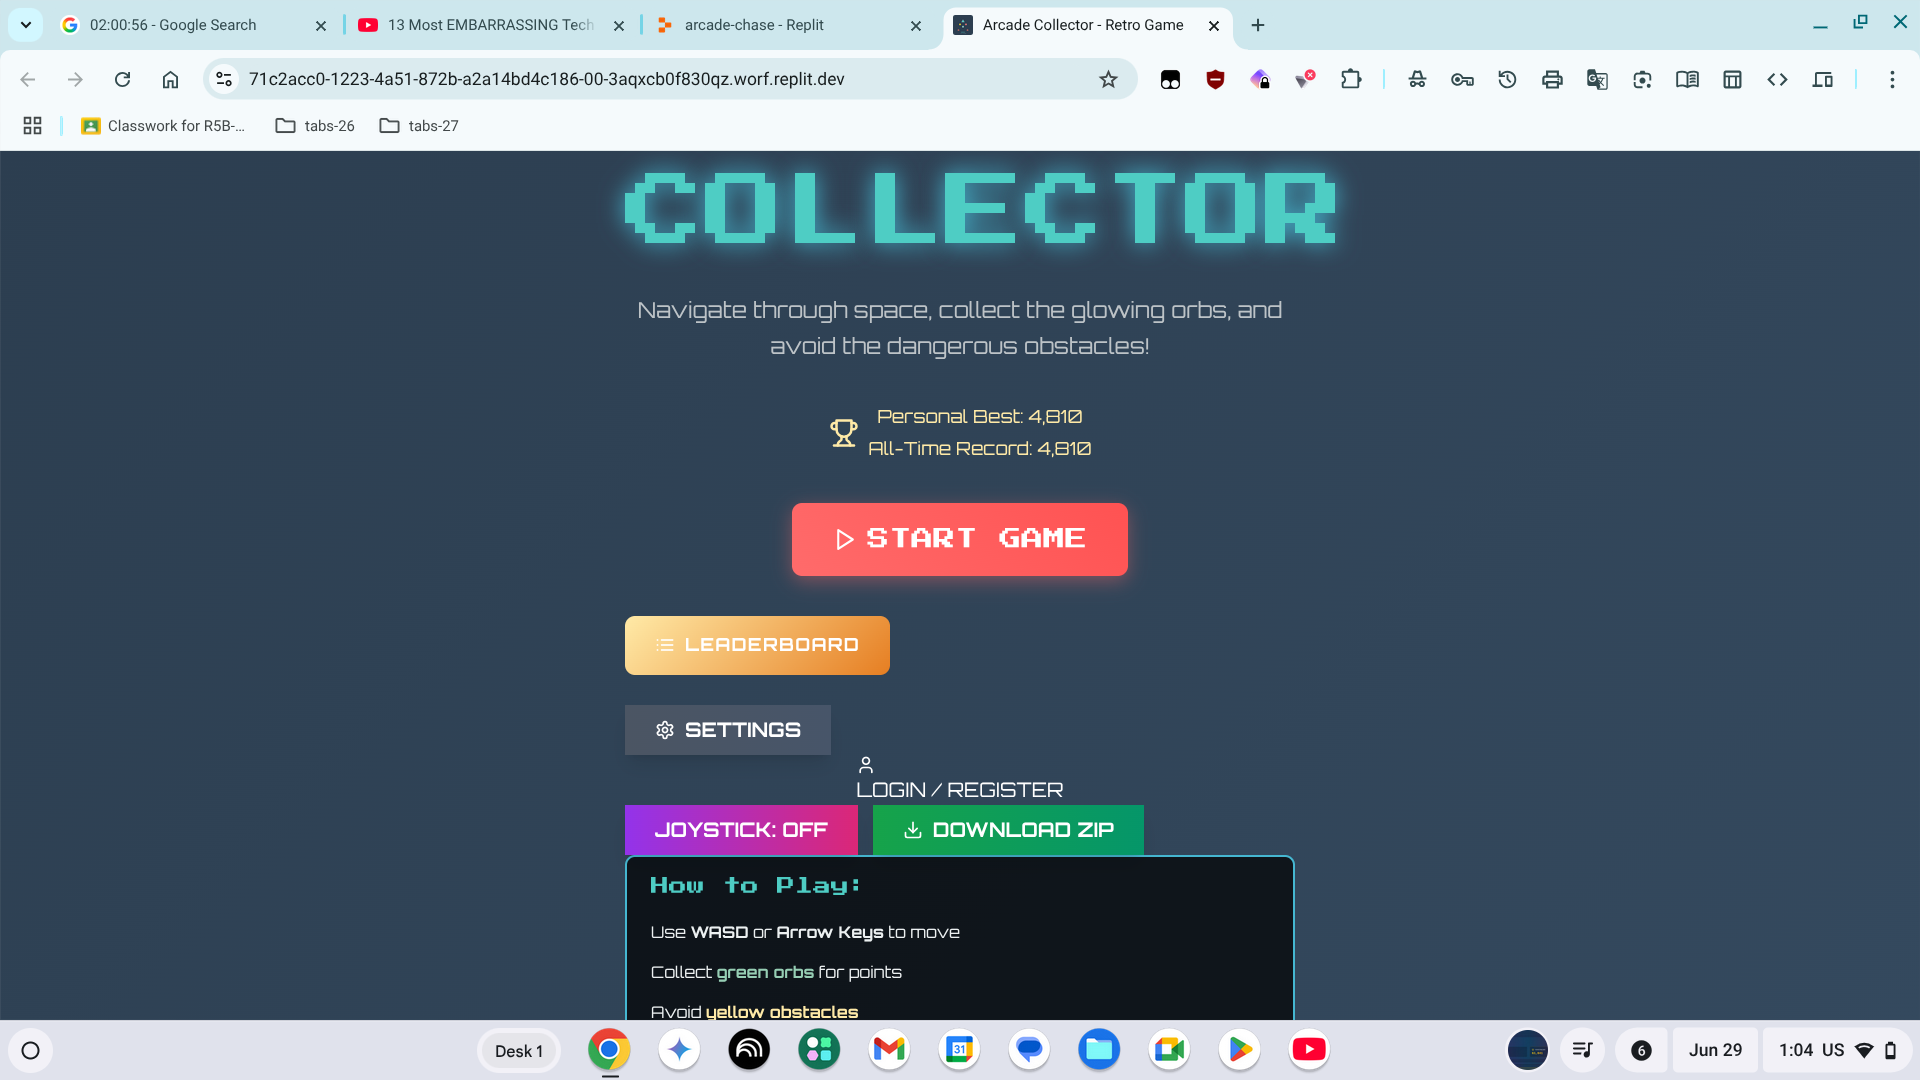 02:00:56 - Google Search
13 Most EMBARRASSING Tech
arcade-chase - Replit
Arcade Collector - Retro Game
71c2acc0-1223-4a51-872b-a2a14bd4c186-00-3aqxcb0f830qz.worf.replit.dev
Classwork for R5B-...
tabs-26
tabs-27
COLLECTOR
Navigate through space, collect the glowing orbs, and
avoid the dangerous obstacles!
Personal Best: 4,810
All-Time Record: 4,810
START GAME
LEADERBOARD
SETTINGS
LOGIN / REGISTER
JOYSTICK: OFF
DOWNLOAD ZIP
How to Play:
Use WASD or Arrow Keys to move
Collect green orbs for points
Avoid yellow obstacles
Desk 1
31
6
Jun 29
1:04 US